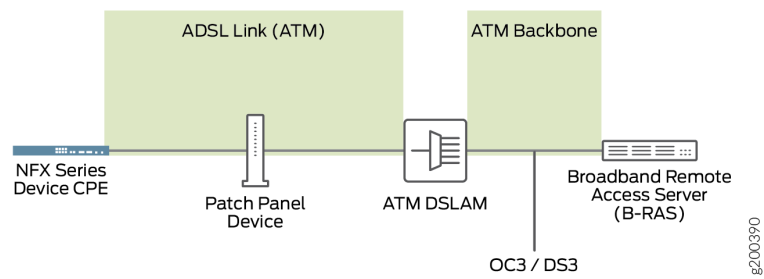 ADSL Link (ATM)
ATM Backbone
NFX Series
Device CPE
Patch Panel
Device
ATM DSLAM
Broadband Remote
Access Server
(B-RAS)
OC3 / DS3
g200390